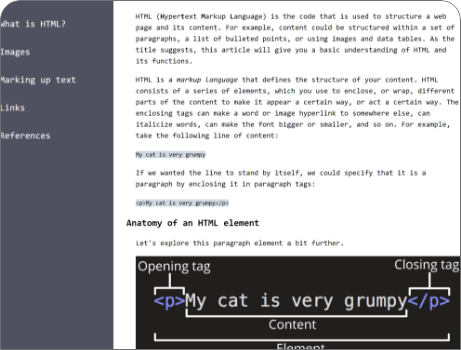 What is HTML?
Images
Marking up text
Links
References
HTML (Hypertext Markup Language) is the code that is used to structure a web
page and its content. For example, content could be structured within a set of
paragraphs, a list of bulleted points, or using images and data tables. As the
title suggests, this article will give you a basic understanding of HTML and
its functions.
HTML is a markup language that defines the structure of your content. HTML
consists of a series of elements, which you use to enclose, or wrap, different
parts of the content to make it appear a certain way, or act a certain way. The
enclosing tags can make a word or image hyperlink to somewhere else, can
italicize words, can make the font bigger or smaller, and so on. For example,
take the following line of content:
My cat is very grumpy
If we wanted the line to stand by itself, we could specify that it is a
paragraph by enclosing it in paragraph tags:
<p>My cat is very grumpy</p>
Anatomy of an HTML element
Let's explore this paragraph element a bit further.
Opening tag Closing tag
<p>My cat is very grumpy</p>
Content
Element